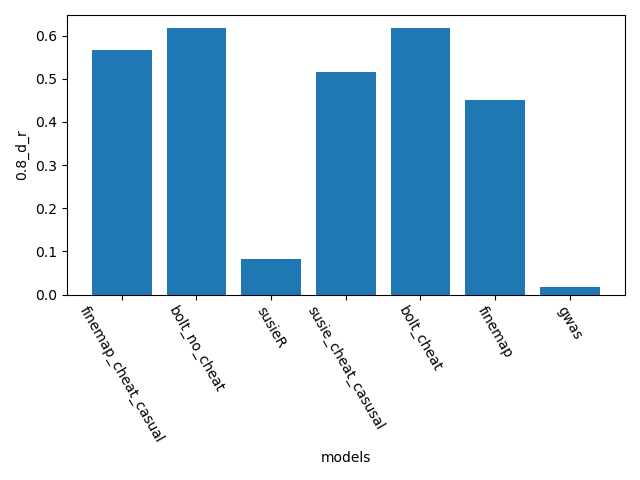 0.6
0.5
0.4
0.3
0.2
0.1
0.0
0.8_d_r
finemap_cheat_casual
bolt_no_cheat
susieR
susie_cheat_casusal
bolt_cheat
finemap
gwas
models